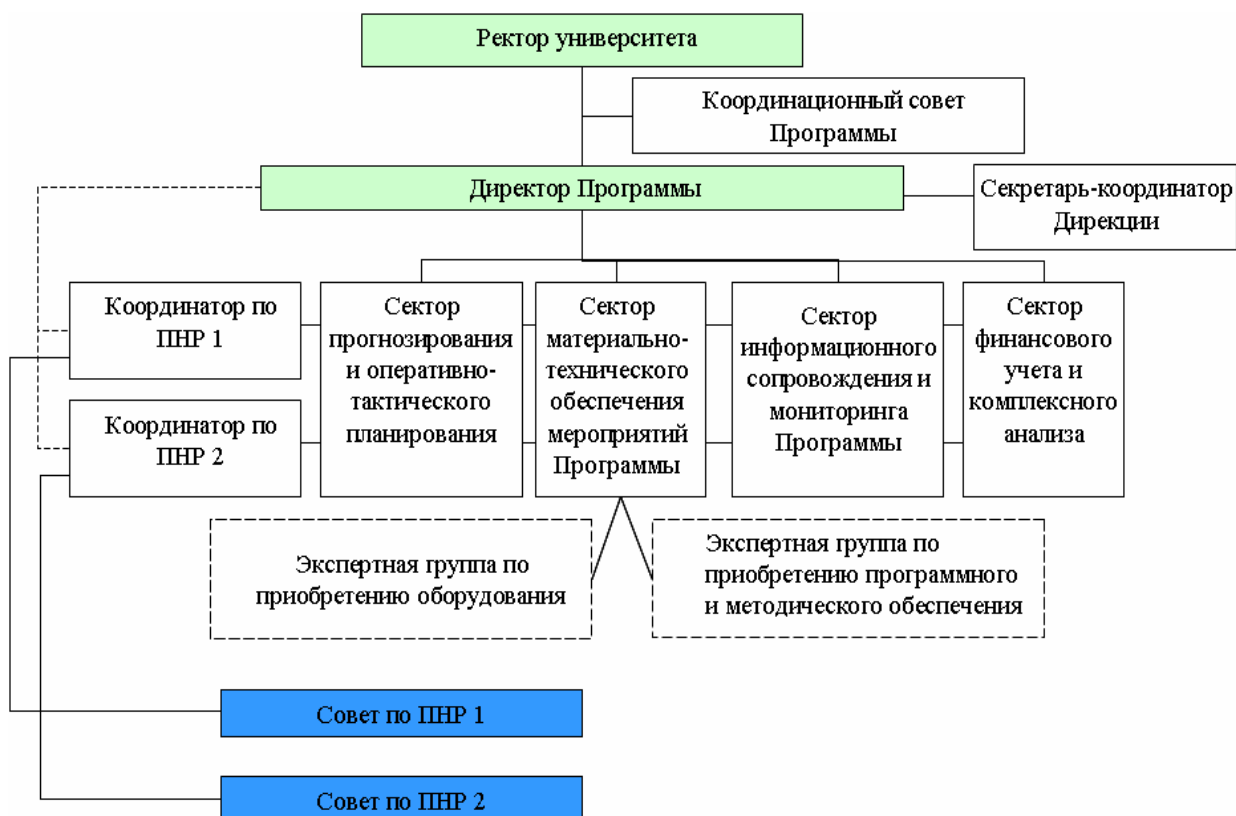 Ректор университета
Координационный совет
Программы
Директор Программы
Секретарь-координатор
Дирекции
Координатор по
ПНР 1
Координатор по
ПНР 2
Сектор
прогнозирования
и оперативно-
тактического
планирования
Сектор
материально-
технического
обеспечения
мероприятий
Программы
Сектор
информационного
сопровождения и
мониторинга
Программы
Сектор
финансового
учета и
комплексного
анализа
Экспертная группа по
приобретению оборудования
Экспертная группа по
приобретению программного
и методического обеспечения
Совет по ПНР 1
Совет по ПНР 2